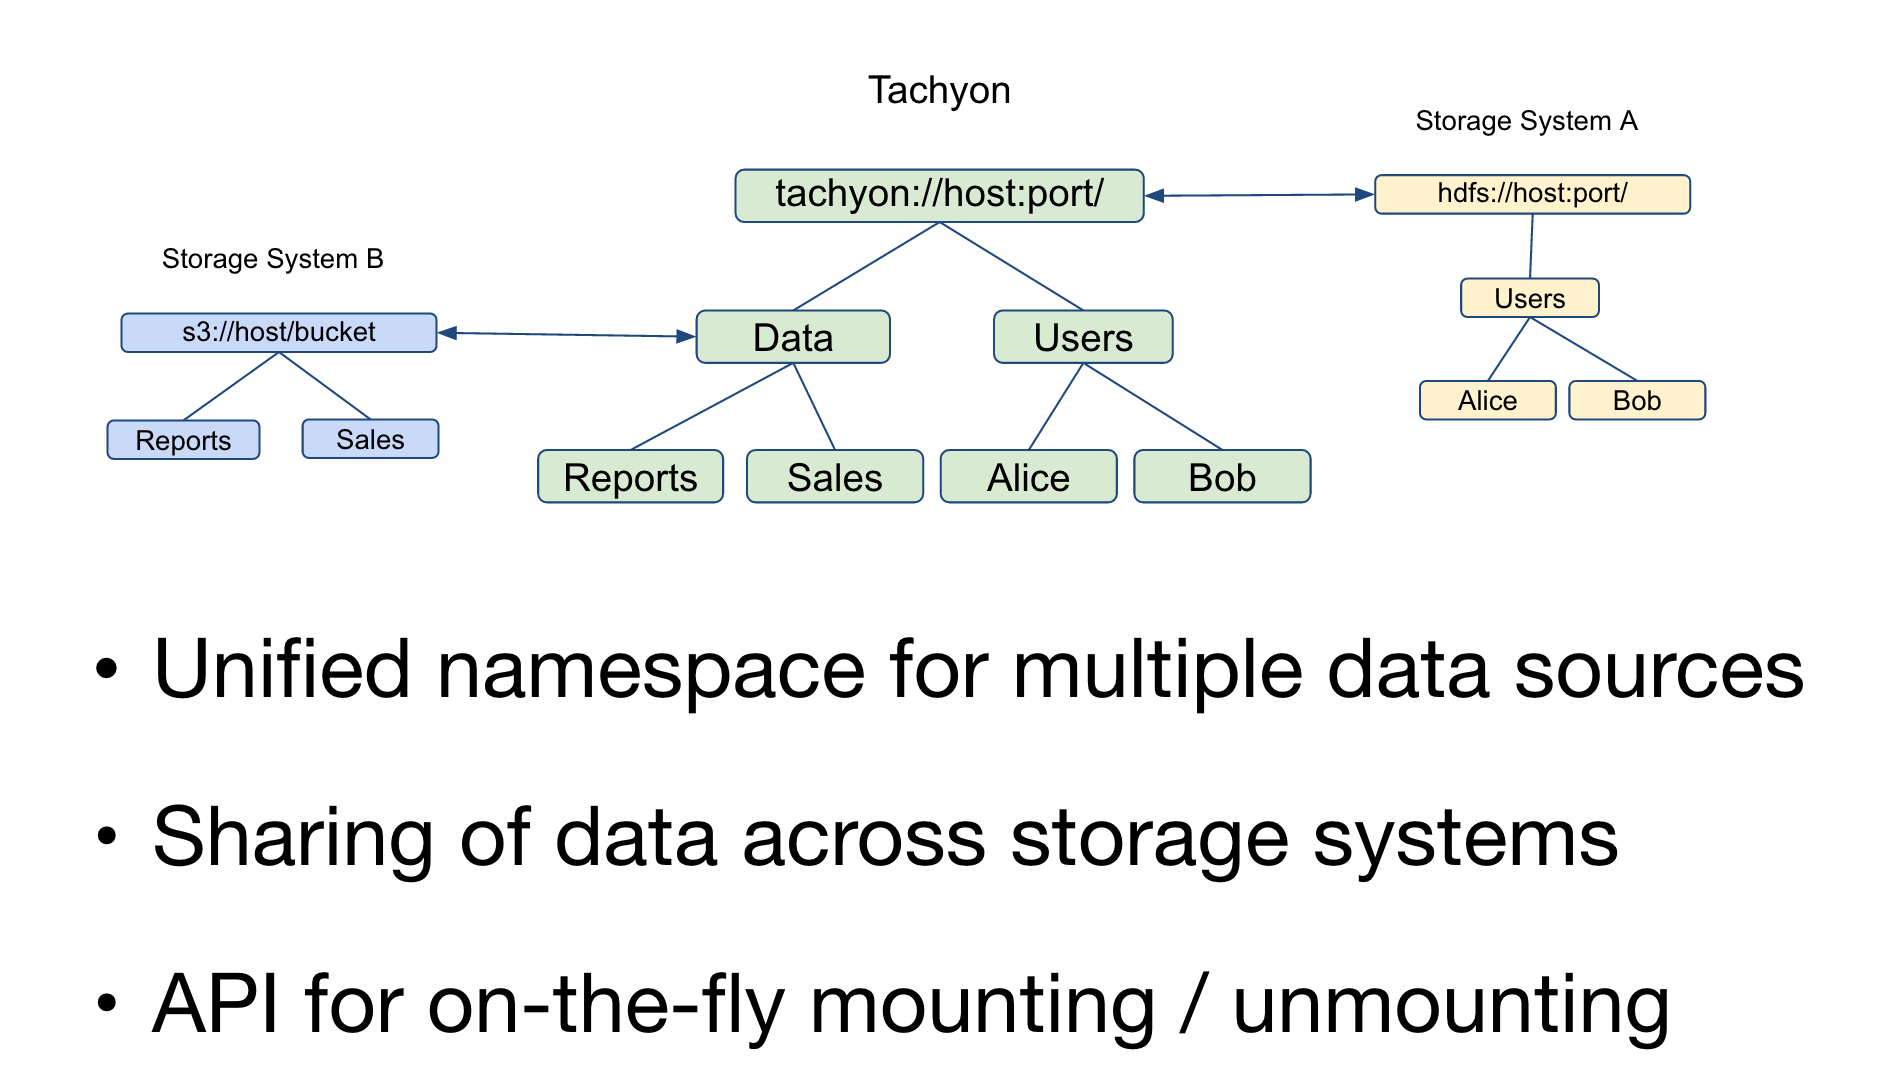 Tachyon
Storage System A
tachyon://host:port/
hdfs://host:port/
Storage System B
Users
s3://host/bucket
Data
Users
Alice
Bob
Reports
Sales
Reports
Sales
Alice
Bob
• Unified namespace for multiple data sources
• Sharing of data across storage systems
• API for on-the-fly mounting / unmounting